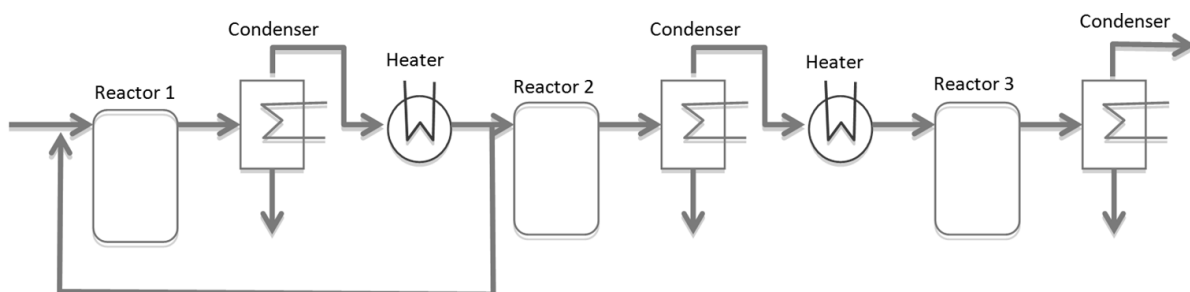 Condenser
Heater
Reactor 1
Condenser
Heater
Reactor 2
Condenser
Reactor 3